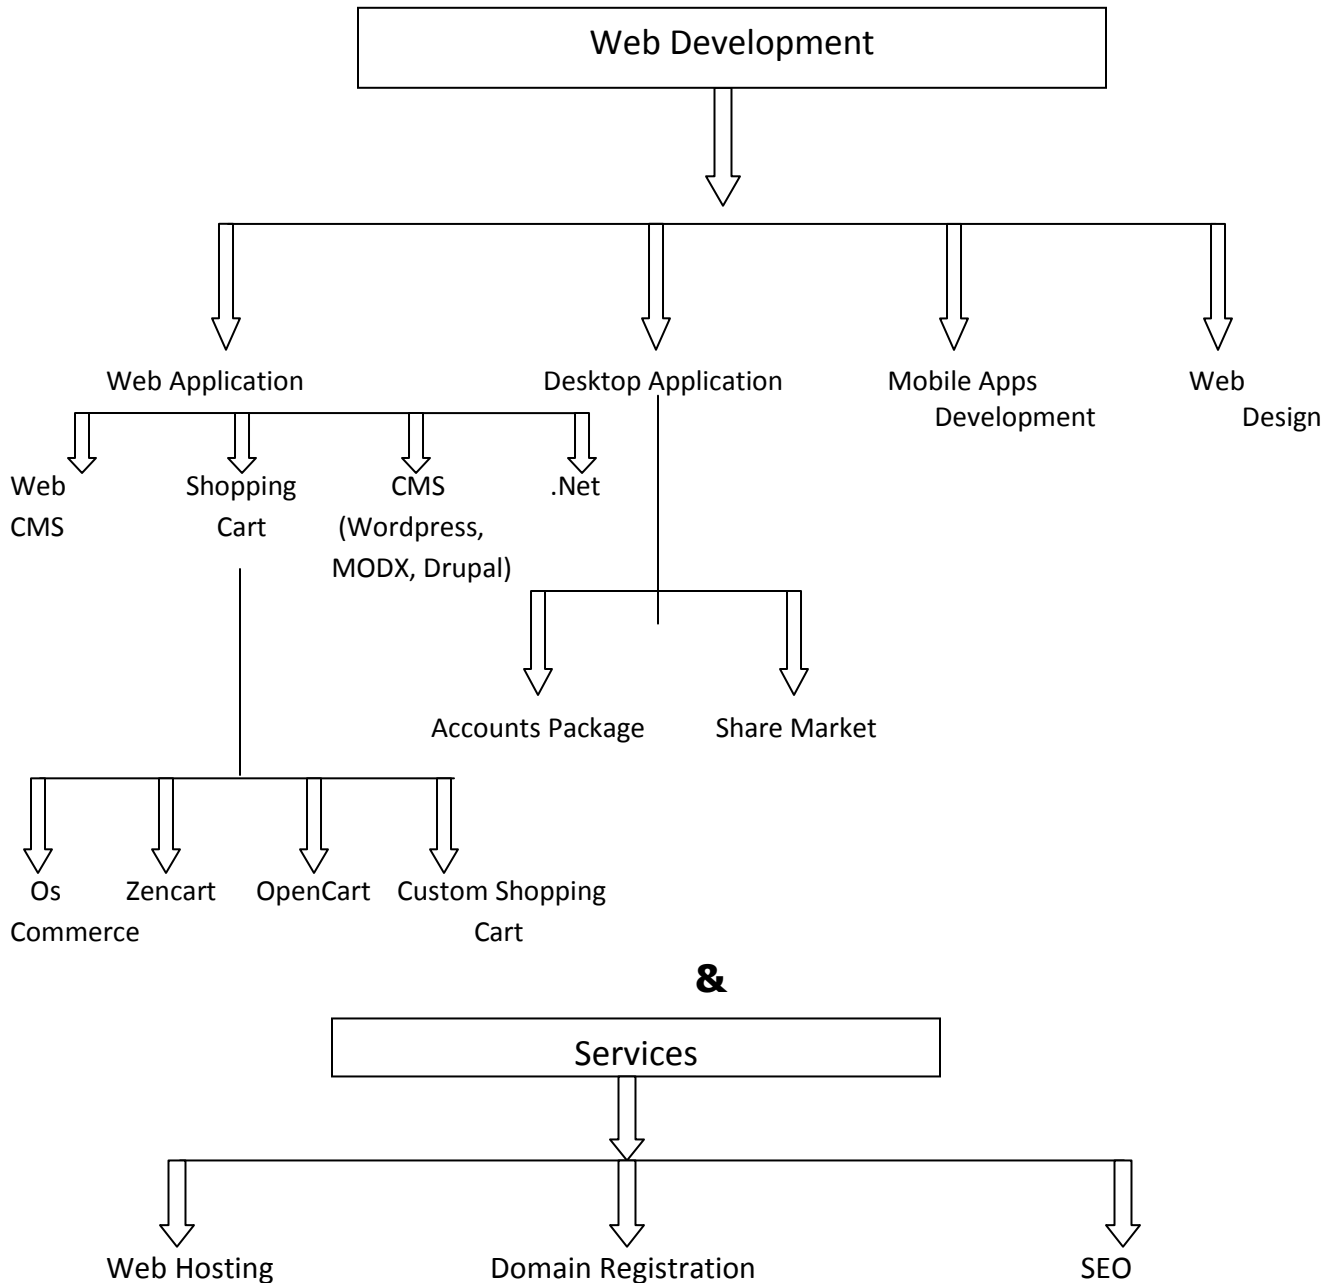 Web Development
Web Application Desktop Application Mobile Apps Web
Development Design
Web Shopping CMS .Net
CMS Cart (Wordpress,
MODX, Drupal)
Accounts Package Share Market
Os Zencart OpenCart Custom Shopping
Commerce Cart
&
Services
Web Hosting Domain Registration SEO